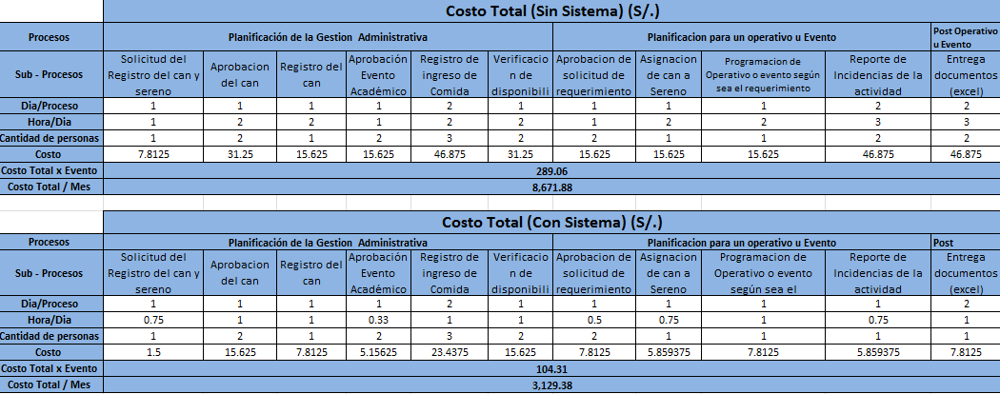 Costo Total (Sin Sistema) (S/.)
Procesos Planificación de la Gestion Administrativa Planificacion para un operativo u Evento Post Operativo u Evento
Sub - Procesos Solicitud del Registro del can y sereno Aprobacion del can Registro del can Aprobación Evento Académico Registro de ingreso de Comida Verificacio n de disponibili Aprobacion de solicitud de requerimiento Asignacion de can a Sereno Programacion de Operativo o evento según sea el requerimiento Reporte de Incidencias de la actividad Entrega documentos (excel)
Dia/Proceso 1 1 1 1 2 1 1 1 1 2 2
Hora/Dia 1 2 2 1 2 2 1 2 2 3 3
Cantidad de personas 1 2 1 2 3 2 2 1 1 2 2
Costo 7.8125 31.25 15.625 15.625 46.875 31.25 15.625 15.625 15.625 46.875 46.875
Costo Total x Evento 289.06
Costo Total / Mes 8,671.88
Costo Total (Con Sistema) (S/.)
Procesos Planificación de la Gestion Administrativa Planificacion para un operativo u Evento Post
Sub - Procesos Solicitud del Registro del can y sereno Aprobacion del can Registro del can Aprobación Evento Académico Registro de ingreso de Comida Verificacio n de disponibili Aprobacion de solicitud de requerimiento Asignacion de can a Sereno Programacion de Operativo o evento según sea el Reporte de Incidencias de la actividad Entrega documentos (excel)
Dia/Proceso 1 1 1 1 2 1 1 1 1 1 2
Hora/Dia 0.75 1 1 0.33 1 1 0.5 0.75 1 0.75 1
Cantidad de personas 1 2 1 2 3 2 2 1 1 1 1
Costo 1.5 15.625 7.8125 5.15625 23.4375 15.625 7.8125 5.859375 7.8125 5.859375 7.8125
Costo Total x Evento 104.31
Costo Total / Mes 3,129.38